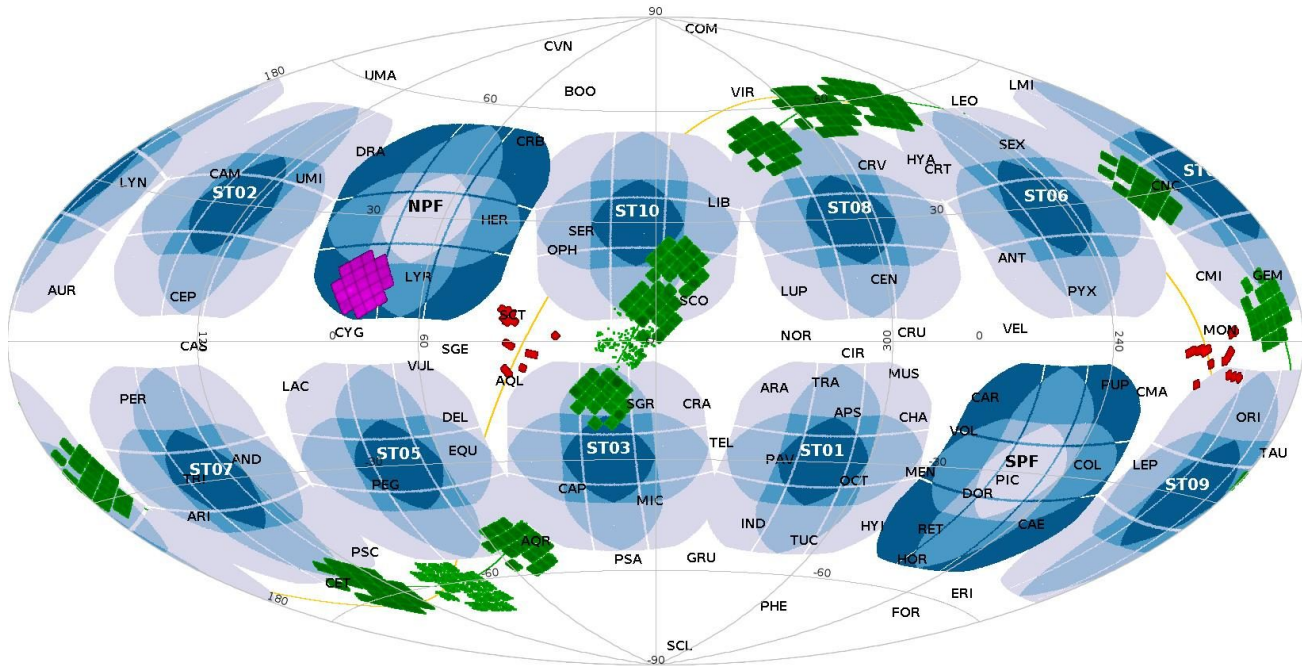 90
COM
CVN
180
UMA
BOO
VIR
LMI
60
60
LEO
CRB
SEX
DRA
HYA
CRV
CRT
CAM
UMI
LYN
ST02
CNC
NPF
ST10
LIB
ST08
ST06
30
30
HER
SER
OPH
ANT
LYR
CEN
CMI
GEM
AUR
CEP
LUP
PYX
SCO
SCT
CYG
0
NOR
CRU
VEL
MON
120
CAS
60
SGE
CIR
300
0
240
VUL
AQL
MUS
LAC
ARA
TRA
PUP
CMA
PER
SGR
CRA
CAR
DEL
APS
CHA
ORI
VOL
EQU
TEL
ST05
ST03
ST01
TAU
AND
-30
PAV
-30
SPF
COL
LEP
ST07
TRI
PEG
MEN
OCT
PIC
ST09
CAP
MIC
DOR
ARI
IND
HYI
RET
CAE
PSC
AQR
TUC
PSA
GRU
HOR
CET
-60
-60
ERI
180
PHE
FOR
SCL
-90